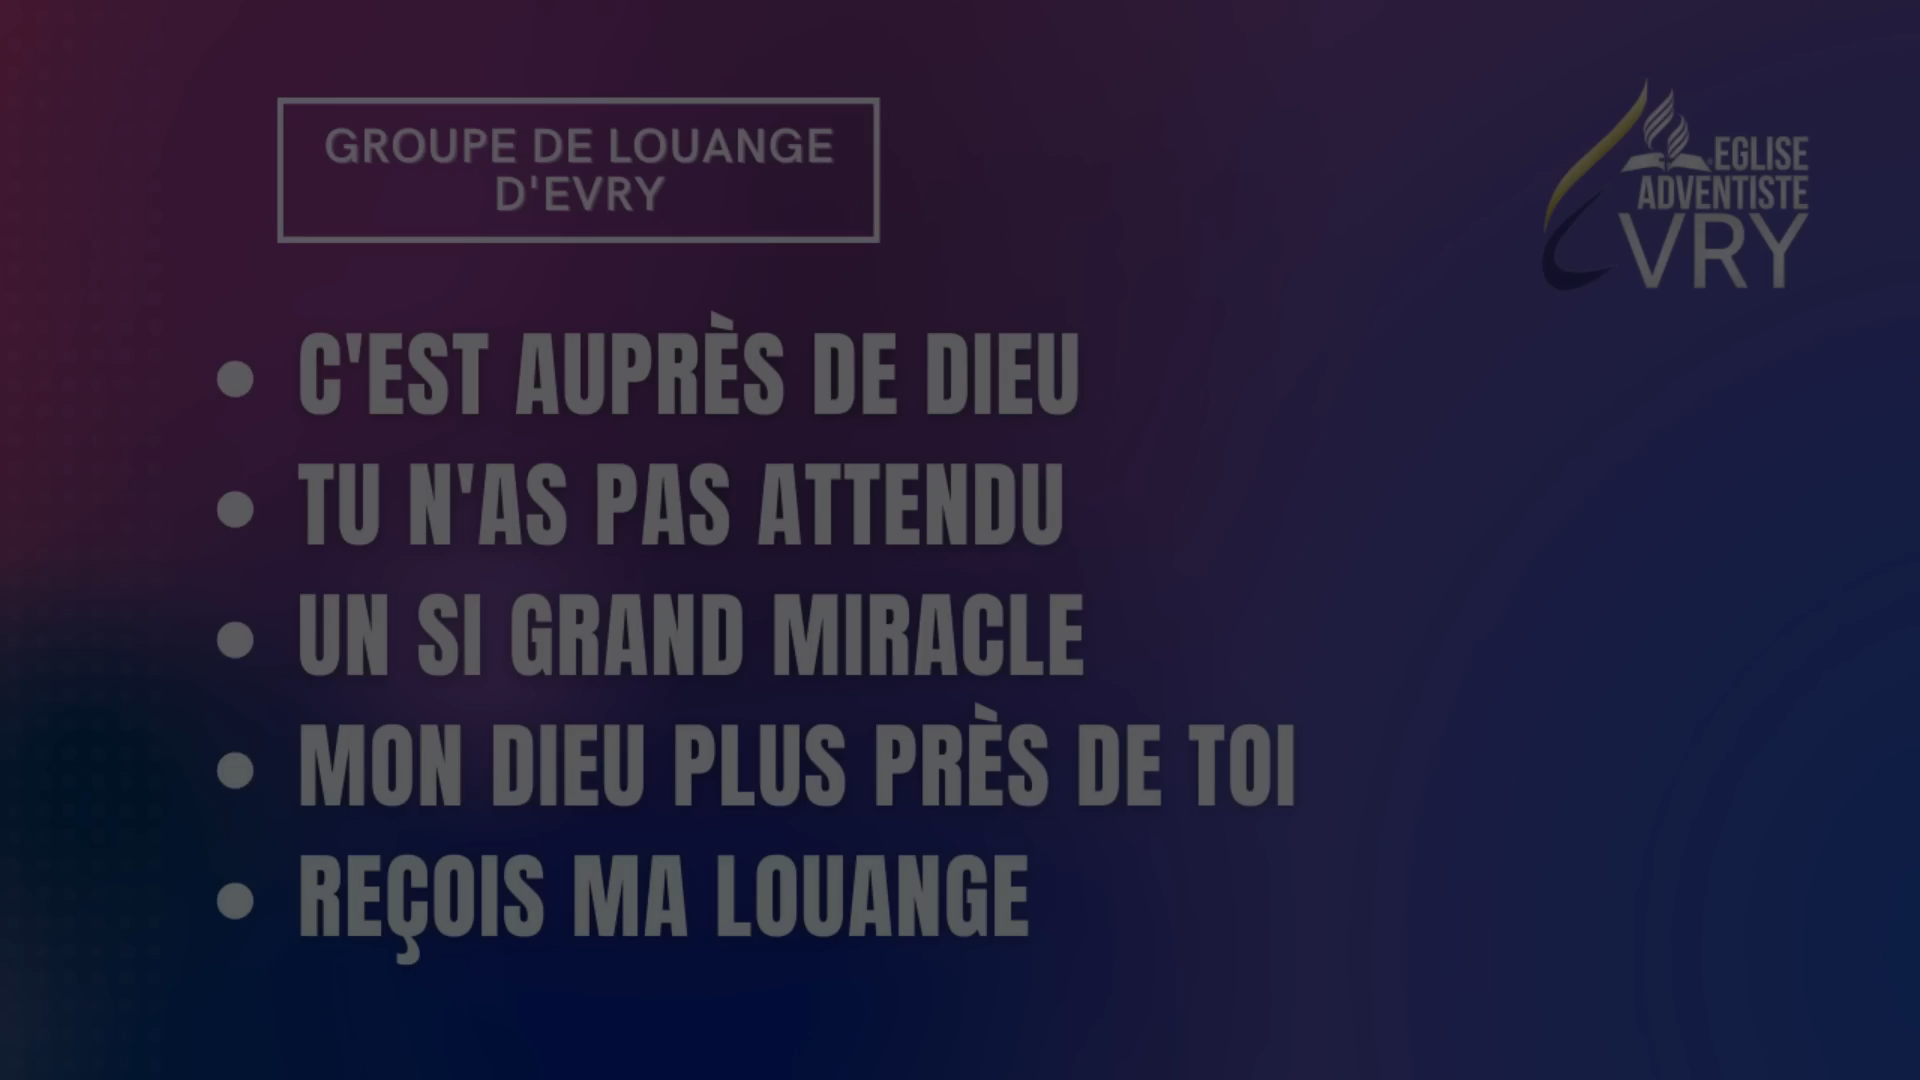 GROUPE DE LOUANGE
D'EVRY
EGLISE
ADVENTISTE
VRY
C'EST AUPRÈS DE DIEU
TU N'AS PAS ATTENDU
UN SI GRAND MIRACLE
MON DIEU PLUS PRÈS DE TOI
REÇOIS MA LOUANGE